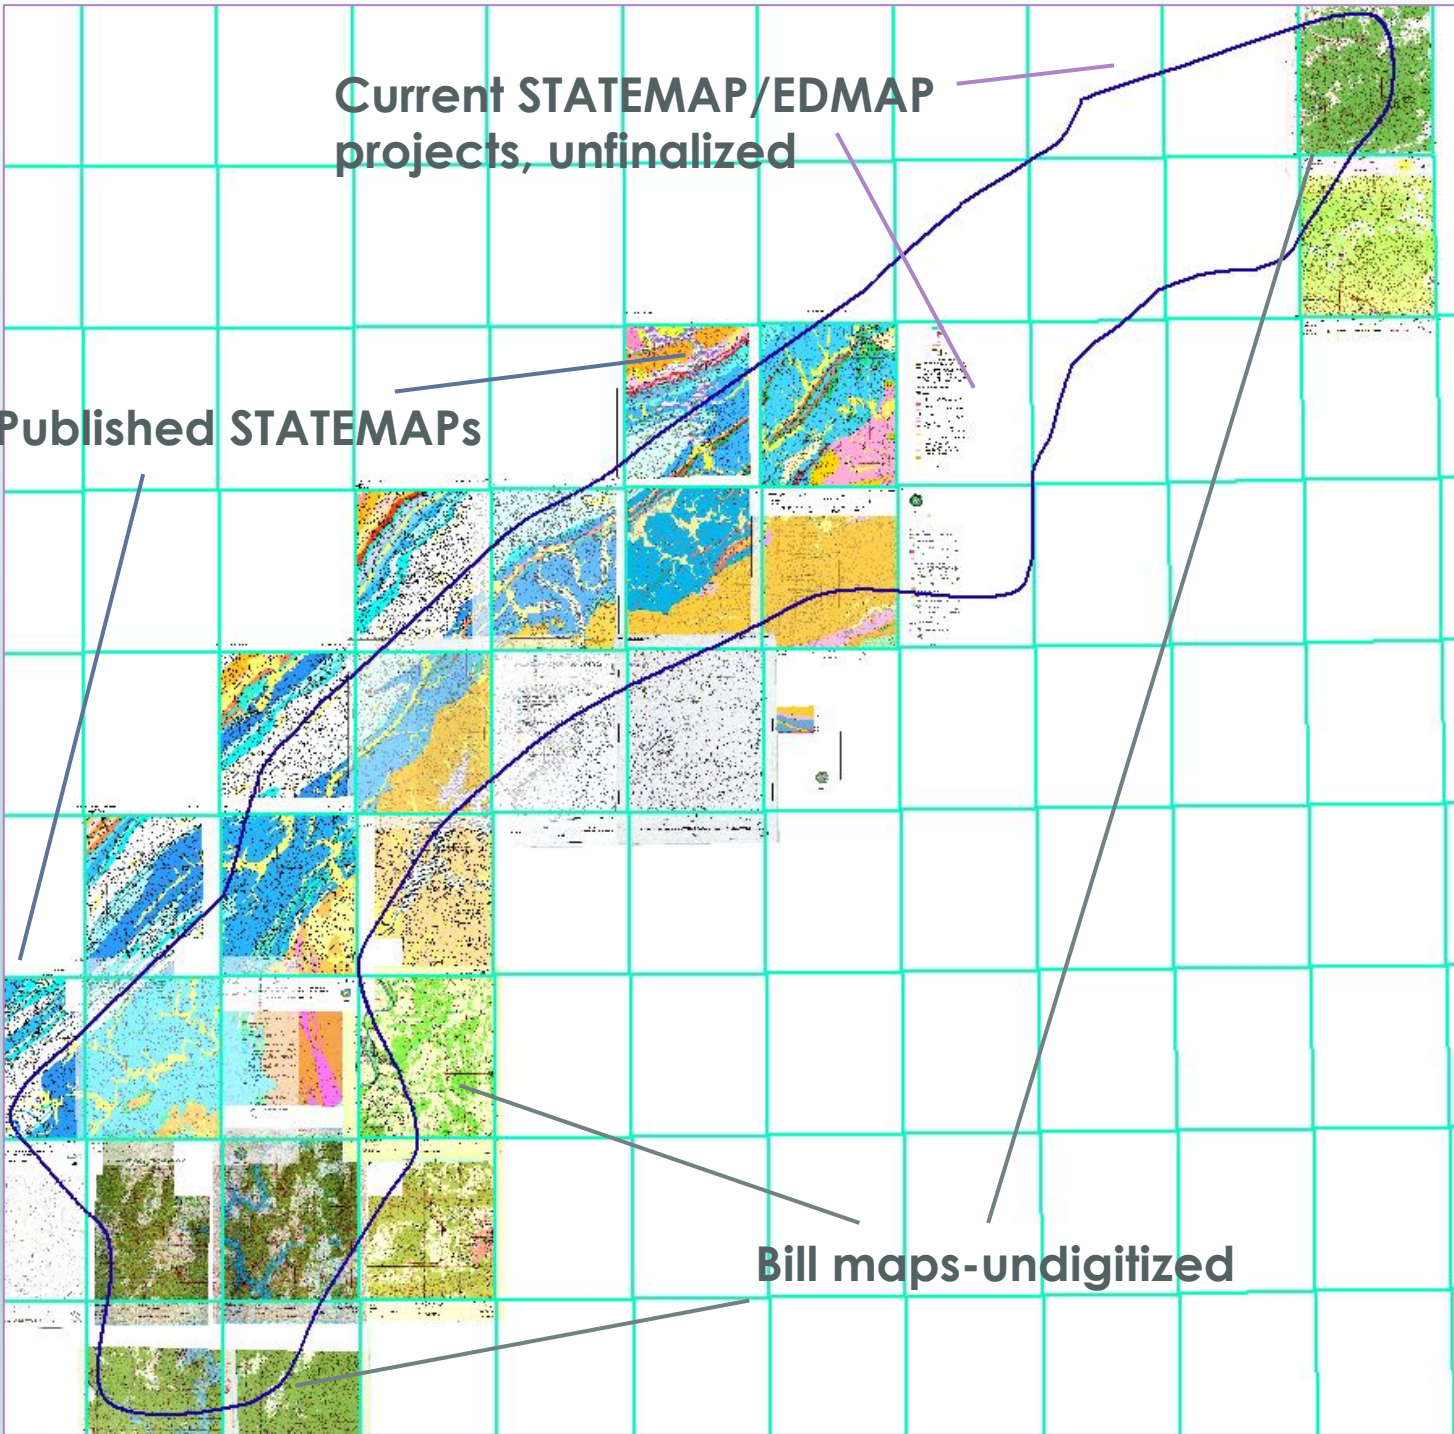 Current STATEMAP/EDMAP
projects, unfinalized
Published STATEMAPs
Bill maps-undigitized